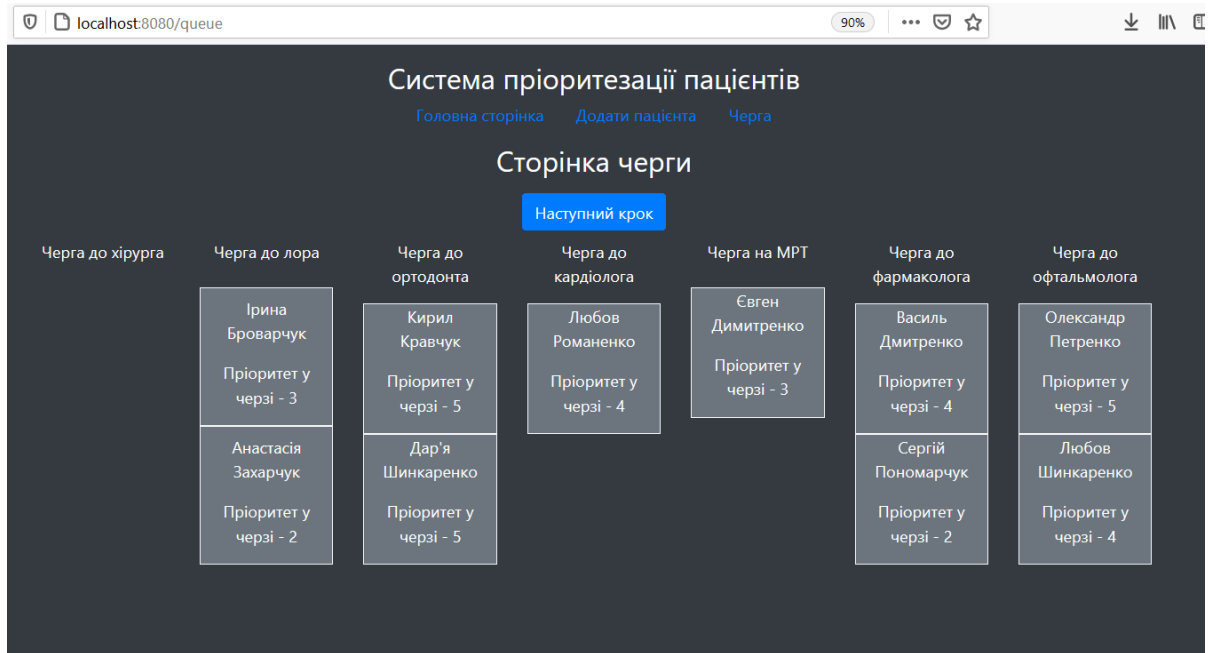 localhost:8080/queue
90%
Система пріоритезації пацієнтів
Головна сторінка Додати пацієнта Черга
Сторінка черги
Наступний крок
Черга до хірурга
Черга до лора
Ірина
Броварчук
Пріоритет у
черзі - 3
Анастасія
Захарчук
Пріоритет у
черзі - 2
Черга до
ортодонта
Кирил
Кравчук
Пріоритет у
черзі - 5
Дар'я
Шинкаренко
Пріоритет у
черзі - 5
Черга до
кардіолога
Любов
Романенко
Пріоритет у
черзі - 4
Черга на МРТ
Євген
Димитренко
Пріоритет у
черзі - 3
Черга до
фармаколога
Василь
Дмитренко
Пріоритет у
черзі - 4
Сергій
Пономарчук
Пріоритет у
черзі - 2
Черга до
офтальмолога
Олександр
Петренко
Пріоритет у
черзі - 5
Любов
Шинкаренко
Пріоритет у
черзі - 4